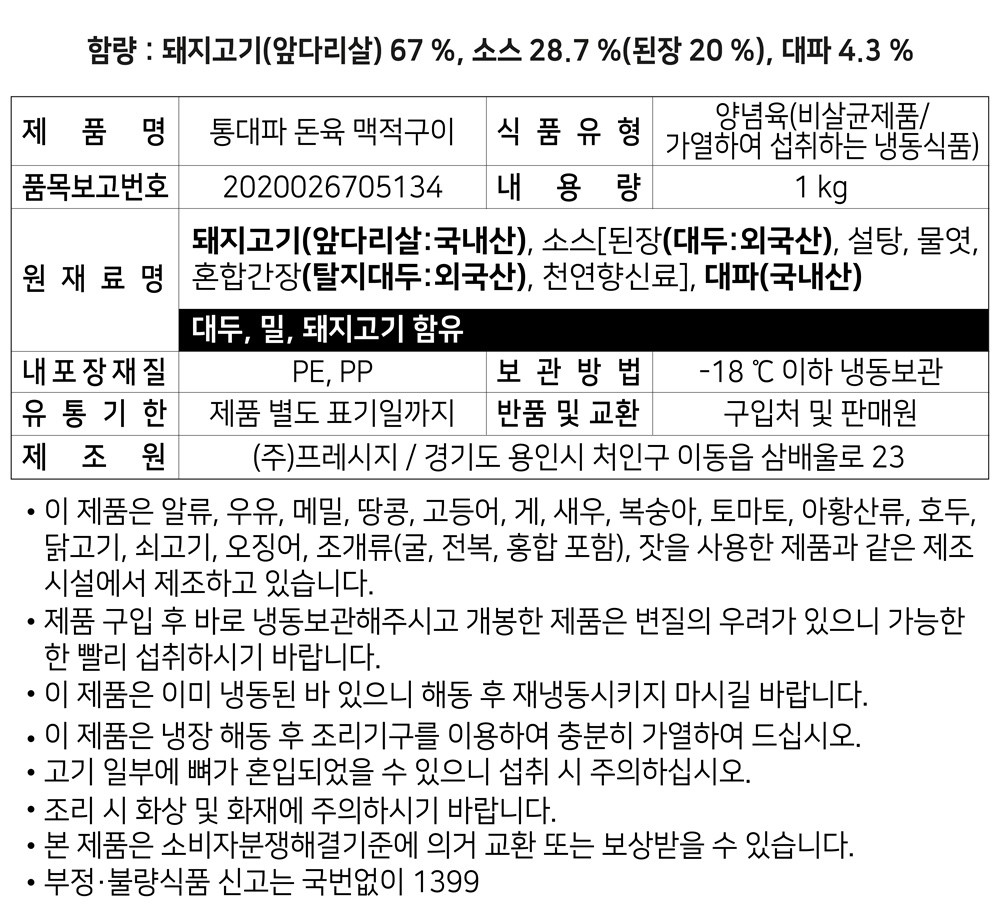 함량 : 돼지고기(앞다리살) 67 %, 소스 28.7 %(된장 20 %), 대파 4.3 %
제 품 명 통대파 돈육 맥적구이 식 품 유 형 양념육(비살균제품/
가열하여 섭취하는 냉동식품)
품목보고번호 2020026705134 내 용 량 1 kg
원 재 료 명 돼지고기(앞다리살:국내산), 소스[된장(대두:외국산), 설탕, 물엿,
혼합간장(탈지대두:외국산), 천연향신료], 대파(국내산)
대두, 밀, 돼지고기 함유
내포장재질 PE, PP 보 관 방 법 -18 ℃ 이하 냉동보관
유 통 기 한 제품 별도 표기일까지 반품 및 교환 구입처 및 판매원
제 조 원 (주)프레시지 / 경기도 용인시 처인구 이동읍 삼배울로 23
• 이 제품은 알류, 우유, 메밀, 땅콩, 고등어, 게, 새우, 복숭아, 토마토, 아황산류, 호두,
닭고기, 쇠고기, 오징어, 조개류(굴, 전복, 홍합 포함), 잣을 사용한 제품과 같은 제조
시설에서 제조하고 있습니다.
• 제품 구입 후 바로 냉동보관해주시고 개봉한 제품은 변질의 우려가 있으니 가능한
한 빨리 섭취하시기 바랍니다.
• 이 제품은 이미 냉동된 바 있으니 해동 후 재냉동시키지 마시길 바랍니다.
• 이 제품은 냉장 해동 후 조리기구를 이용하여 충분히 가열하여 드십시오.
• 고기 일부에 뼈가 혼입되었을 수 있으니 섭취 시 주의하십시오.
• 조리 시 화상 및 화재에 주의하시기 바랍니다.
• 본 제품은 소비자분쟁해결기준에 의거 교환 또는 보상받을 수 있습니다.
• 부정·불량식품 신고는 국번없이 1399